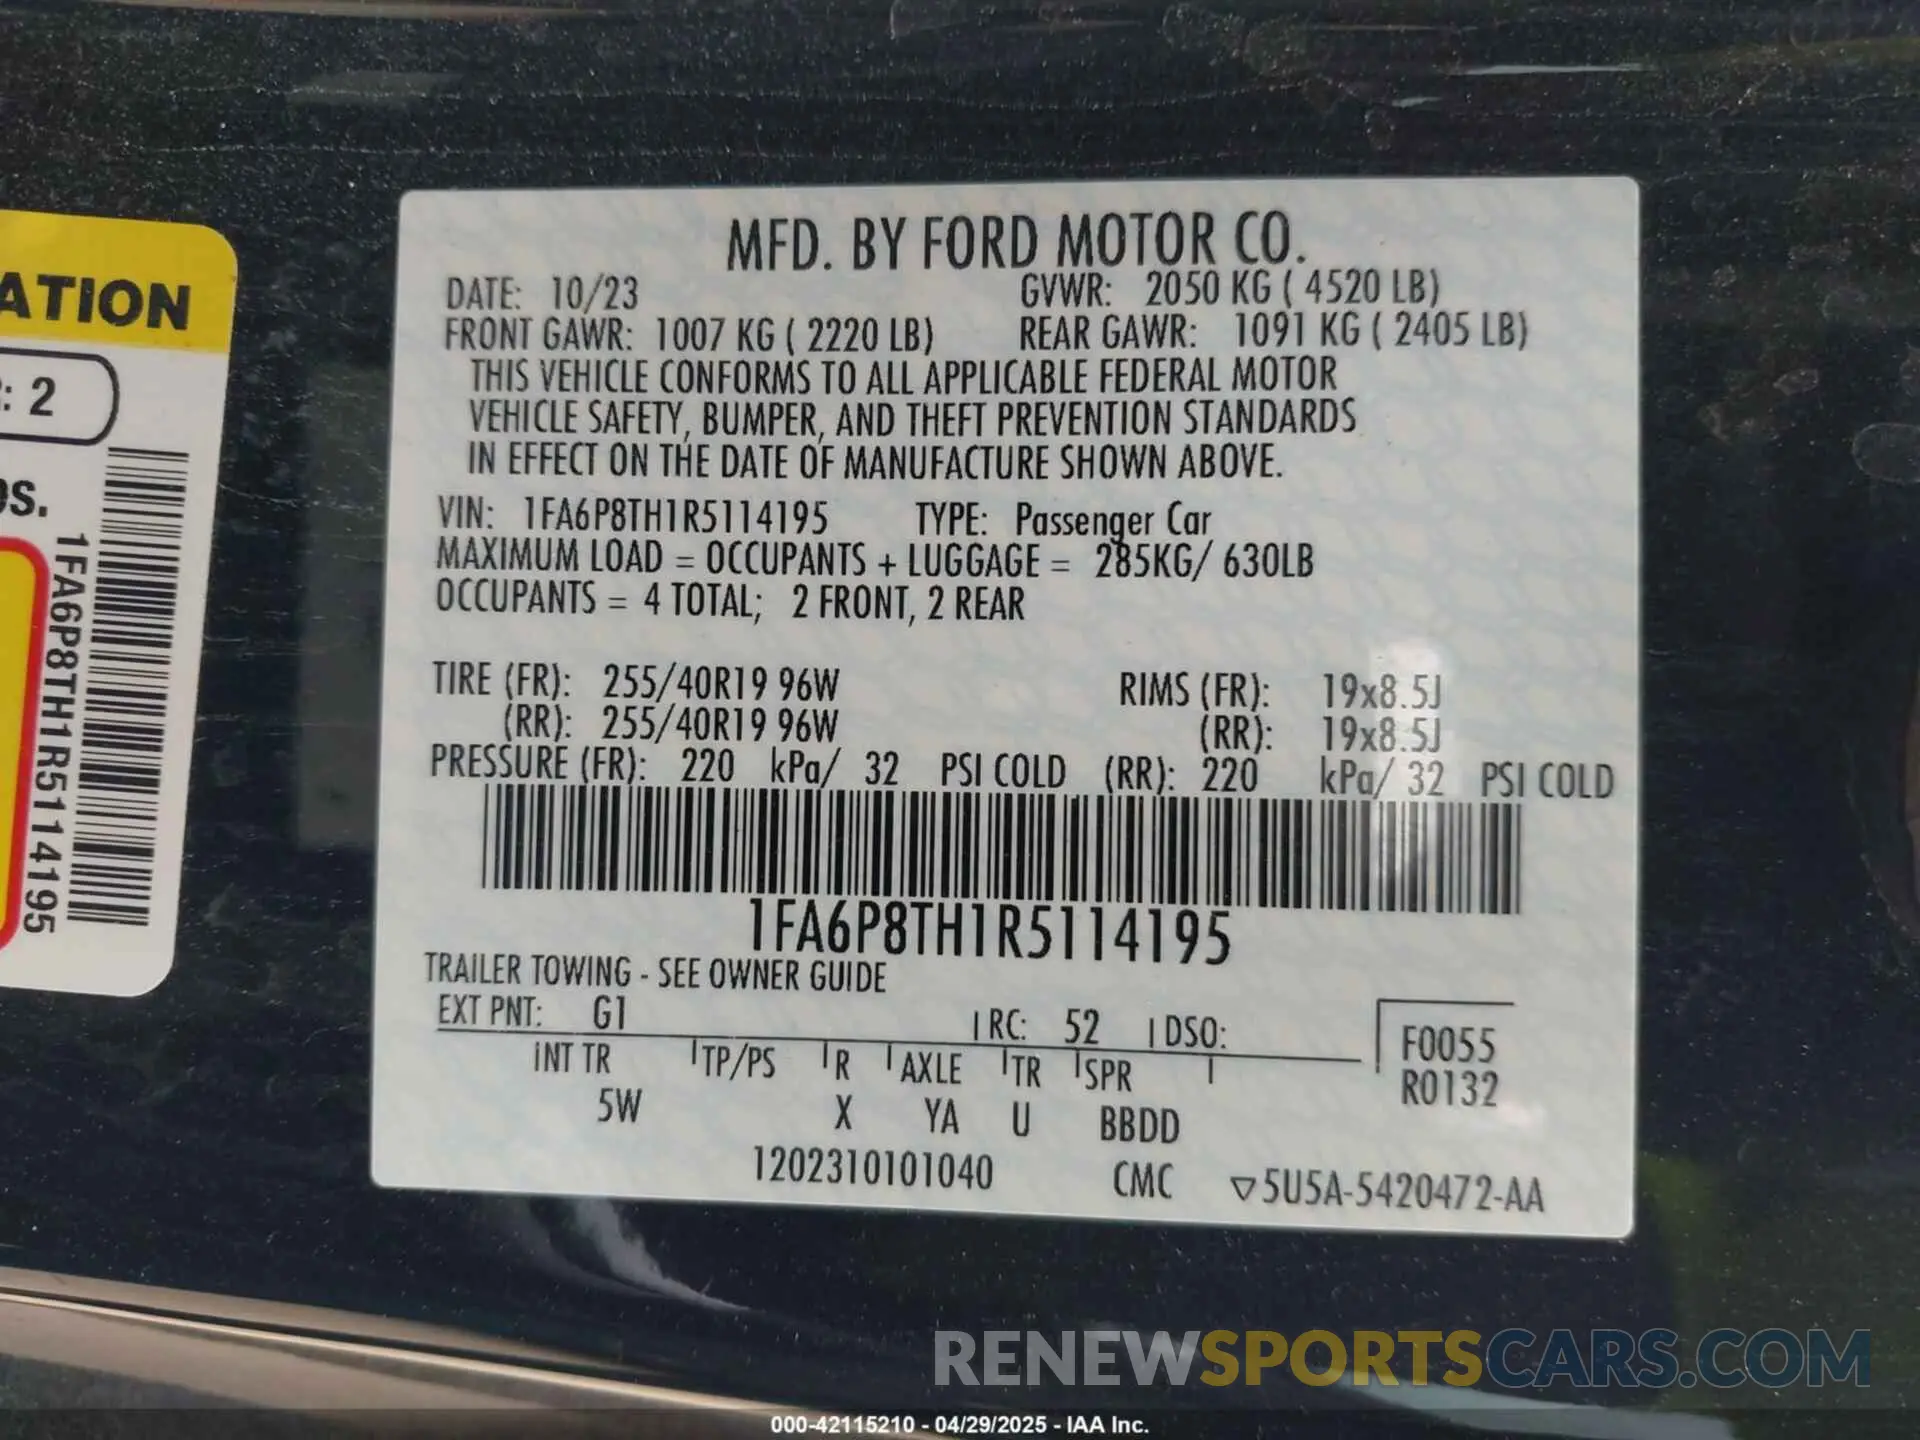 ATION
: 2
os.
1FA6P8TH1R5114195
MFD. BY FORD MOTOR CO.
DATE: 10/23 GVWR: 2050 KG ( 4520 LB)
FRONT GAWR: 1007 KG ( 2220 LB) REAR GAWR: 1091 KG ( 2405 LB)
THIS VEHICLE CONFORMS TO ALL APPLICABLE FEDERAL MOTOR
VEHICLE SAFETY, BUMPER, AND THEFT PREVENTION STANDARDS
IN EFFECT ON THE DATE OF MANUFACTURE SHOWN ABOVE.
VIN: 1FA6P8TH1R5114195 TYPE: Passenger Car
MAXIMUM LOAD = OCCUPANTS + LUGGAGE = 285KG/ 630LB
OCCUPANTS = 4 TOTAL; 2 FRONT, 2 REAR
TIRE (FR): 255/40R19 96W RIMS (FR): 19x8.5J
(RR): 255/40R19 96W (RR): 19x8.5J
PRESSURE (FR): 220 kPa/ 32 PSI COLD (RR): 220 kPa/ 32 PSI COLD
1FA6P8TH1R5114195
TRAILER TOWING - SEE OWNER GUIDE
EXT PNT: G1 RC: 52 DSO: F0055
INT TR TP/PS R AXLE TR SPR R0132
5W X YA U BBDD
1202310101040 CMC ▽5U5A-5420472-AA
RENEWSPORTSCARS.COM
000-42115210 - 04/29/2025 - IAA Inc.